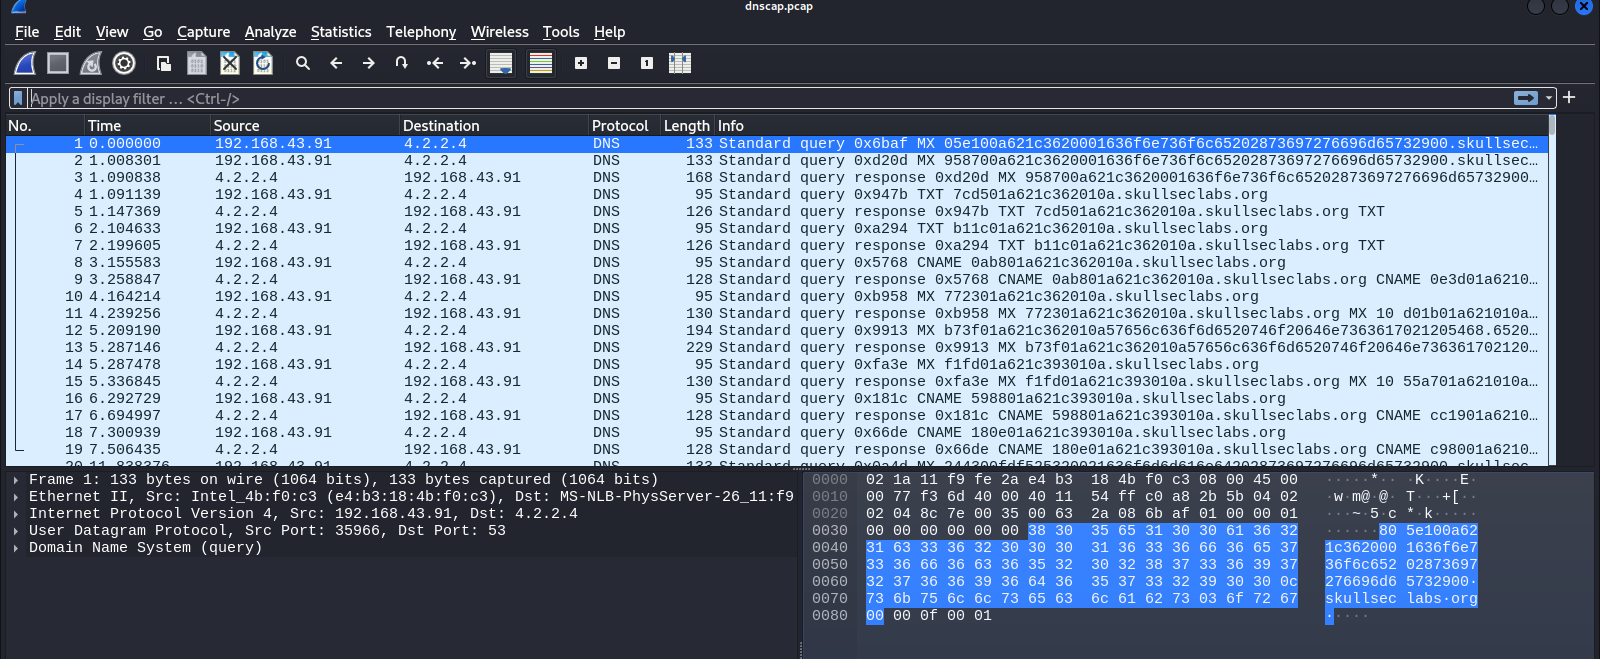 dnscap.pcap
File Edit View Go Capture Analyze Statistics Telephony Wireless Tools Help
Apply a display filter … <Ctrl-/>
No. Time Source Destination Protocol Length Info
1 0.000000 192.168.43.91 4.2.2.4 DNS 133 Standard query 0x6baf MX 05e100a621c3620001636f6e736f6c65202873697276696d65732900.skullsec…
2 1.008301 192.168.43.91 4.2.2.4 DNS 133 Standard query 0xd20d MX 958700a621c3620001636f6e736f6c65202873697276696d65732900.skullsec…
3 1.090838 4.2.2.4 192.168.43.91 DNS 168 Standard query response 0xd20d MX 958700a621c3620001636f6e736f6c65202873697276696d65732900…
4 1.091139 192.168.43.91 4.2.2.4 DNS 95 Standard query 0x947b TXT 7cd501a621c362010a.skullseclabs.org
5 1.147369 4.2.2.4 192.168.43.91 DNS 126 Standard query response 0x947b TXT 7cd501a621c362010a.skullseclabs.org TXT
6 2.104633 192.168.43.91 4.2.2.4 DNS 95 Standard query 0xa294 TXT b11c01a621c362010a.skullseclabs.org
7 2.199605 4.2.2.4 192.168.43.91 DNS 126 Standard query response 0xa294 TXT b11c01a621c362010a.skullseclabs.org TXT
8 3.155583 192.168.43.91 4.2.2.4 DNS 95 Standard query 0x5768 CNAME 0ab801a621c362010a.skullseclabs.org
9 3.258847 4.2.2.4 192.168.43.91 DNS 128 Standard query response 0x5768 CNAME 0ab801a621c362010a.skullseclabs.org CNAME 0e3d01a6210…
10 4.164214 192.168.43.91 4.2.2.4 DNS 95 Standard query 0xb958 MX 772301a621c362010a.skullseclabs.org
11 4.239256 4.2.2.4 192.168.43.91 DNS 130 Standard query response 0xb958 MX 772301a621c362010a.skullseclabs.org MX 10 d01b01a621010a…
12 5.209190 192.168.43.91 4.2.2.4 DNS 194 Standard query 0x9913 MX b73f01a621c362010a57656c636f6d6520746f20646e7363617021205468.6520…
13 5.287146 4.2.2.4 192.168.43.91 DNS 229 Standard query response 0x9913 MX b73f01a621c362010a57656c636f6d6520746f20646e736361702120…
14 5.287478 192.168.43.91 4.2.2.4 DNS 95 Standard query 0xfa3e MX f1fd01a621c393010a.skullseclabs.org
15 5.336845 4.2.2.4 192.168.43.91 DNS 130 Standard query response 0xfa3e MX f1fd01a621c393010a.skullseclabs.org MX 10 55a701a621010a…
16 6.292729 192.168.43.91 4.2.2.4 DNS 95 Standard query 0x181c CNAME 598801a621c393010a.skullseclabs.org
17 6.694997 4.2.2.4 192.168.43.91 DNS 128 Standard query response 0x181c CNAME 598801a621c393010a.skullseclabs.org CNAME cc1901a6210…
18 7.300939 192.168.43.91 4.2.2.4 DNS 95 Standard query 0x66de CNAME 180e01a621c393010a.skullseclabs.org
19 7.506435 4.2.2.4 192.168.43.91 DNS 128 Standard query response 0x66de CNAME 180e01a621c393010a.skullseclabs.org CNAME c98001a6210…
Frame 1: 133 bytes on wire (1064 bits), 133 bytes captured (1064 bits)
Ethernet II, Src: Intel_4b:f0:c3 (e4:b3:18:4b:f0:c3), Dst: MS-NLB-PhysServer-26_11:f9
Internet Protocol Version 4, Src: 192.168.43.91, Dst: 4.2.2.4
User Datagram Protocol, Src Port: 35966, Dst Port: 53
Domain Name System (query)
0000 02 1a 11 f9 fe 2a e4 b3 18 4b f0 c3 08 00 45 00 ·····*·· ·K····E·
0010 00 77 f3 6d 40 00 40 11 54 ff c0 a8 2b 5b 04 02 ·w·m@·@· T···+[··
0020 02 04 8c 7e 00 35 00 63 2a 08 6b af 01 00 00 01 ···~·5·c *·k·····
0030 00 00 00 00 00 00 38 30 35 65 31 30 30 61 36 32 ······80 5e100a62
0040 31 63 33 36 32 30 30 30 31 36 33 36 66 36 65 37 1c362000 1636f6e7
0050 33 36 66 36 63 36 35 32 30 32 38 37 33 36 39 37 36f6c652 02873697
0060 32 37 36 36 39 36 64 36 35 37 33 32 39 30 30 0c 276696d6 5732900·
0070 73 6b 75 6c 6c 73 65 63 6c 61 62 73 03 6f 72 67 skullsec labs·org
0080 00 00 0f 00 01 ·····